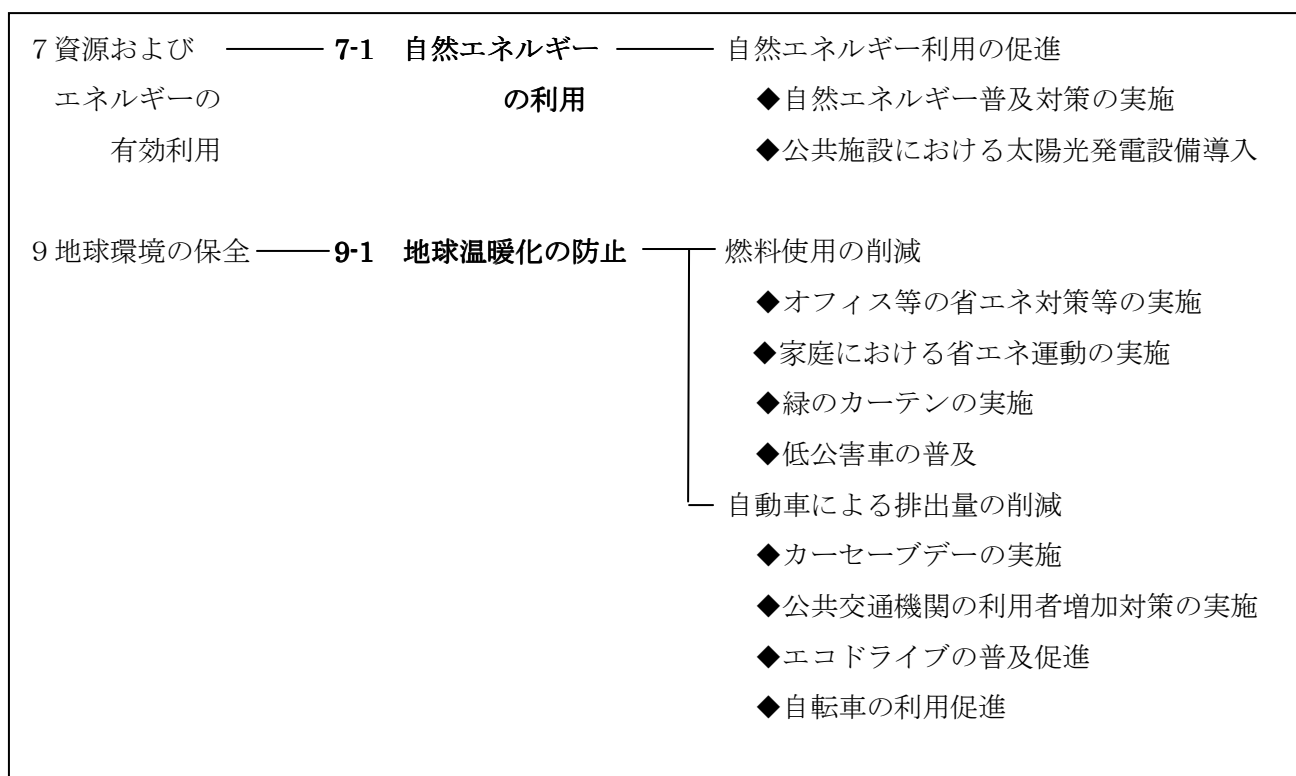 ７資源および 7-1 自然エネルギー 自然エネルギー利用の促進
エネルギーの の利用 ◆自然エネルギー普及対策の実施
有効利用 ◆公共施設における太陽光発電設備導入
９地球環境の保全 9-1 地球温暖化の防止 燃料使用の削減
◆オフィス等の省エネ対策等の実施
◆家庭における省エネ運動の実施
◆緑のカーテンの実施
◆低公害車の普及
自動車による排出量の削減
◆カーセーブデーの実施
◆公共交通機関の利用者増加対策の実施
◆エコドライブの普及促進
◆自転車の利用促進